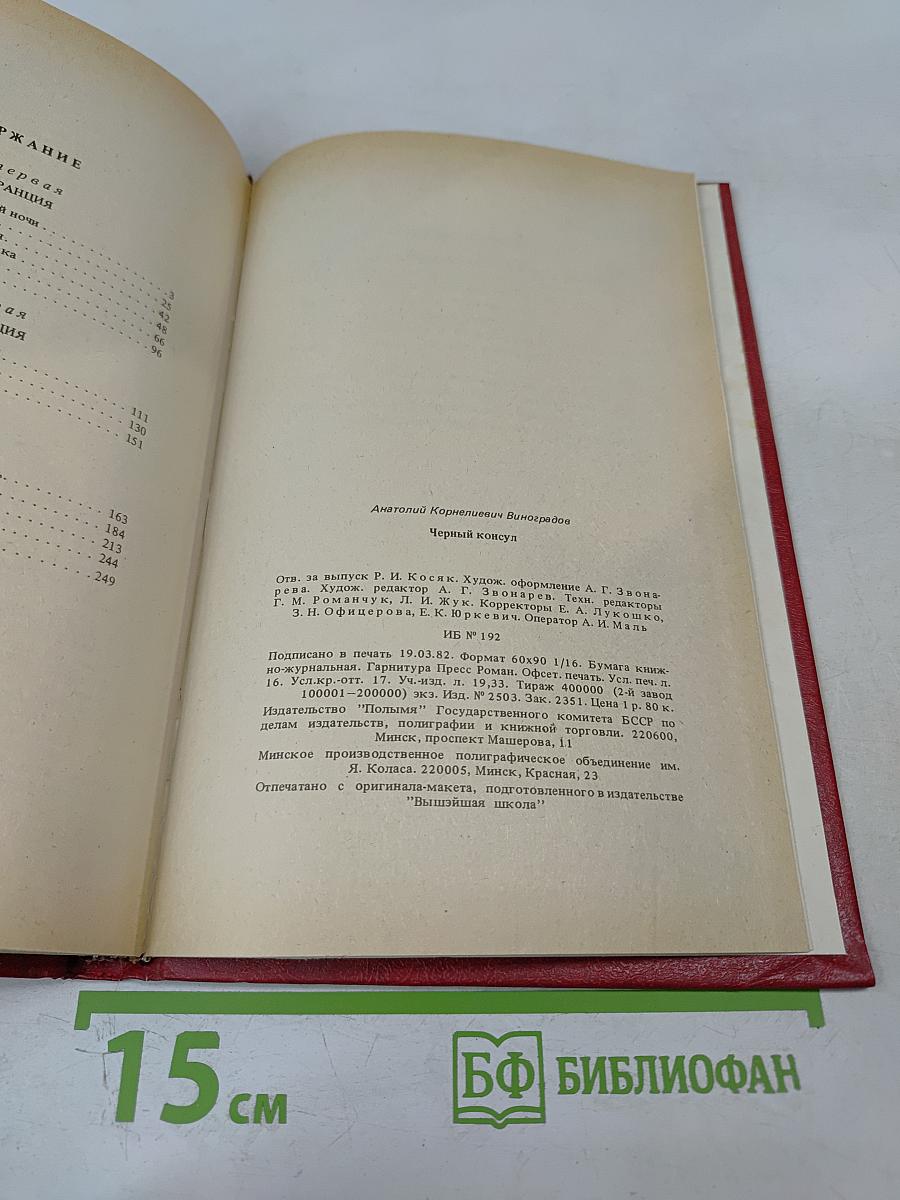 РЖАНИЕ
первая
РАНЦИЯ
й ночи
ка
3
25
42
48
66
96
ая
ЦИЯ
111
130
151
163
184
213
244
249
Анатолий Корнелиевич Виноградов
Черный консул
Отв. за выпуск Р. И. Косяк. Худож. оформление А. Г. Звона-
рева. Худож. редактор А. Г. Звонарев. Техн. редакторы
Г. М. Романчук, Л. И. Жук. Корректоры Е. А. Лукошко,
З. Н. Офицерова, Е. К. Юркевич. Оператор А. И. Маль
ИБ № 192
Подписано в печать 19.03.82. Формат 60х90 1/16. Бумага книж-
но-журнальная. Гарнитура Пресс Роман. Офсет. печать. Усл. печ. л.
16. Усл.кр.-отт. 17. Уч.-изд. л. 19,33. Тираж 400000 (2-й завод
100001—200000) экз. Изд. № 2503. Зак. 2351. Цена 1 р. 80 к.
Издательство "Полымя" Государственного комитета БССР по
делам издательств, полиграфии и книжной торговли. 220600,
Минск, проспект Машерова, 11
Минское производственное полиграфическое объединение им.
Я. Коласа. 220005, Минск, Красная, 23
Отпечатано с оригинала-макета, подготовленного в издательстве
"Вышэйшая школа"
15 см
БФ БИБЛИОФАН